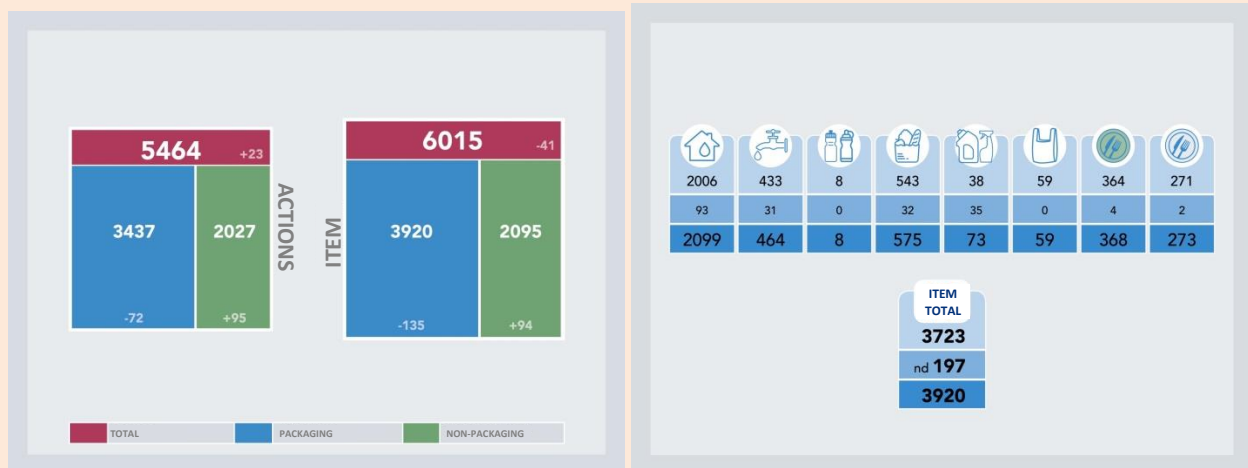 5464 +23
3437 2027
-72 +95
ACTIONS
ITEM
6015 -41
3920 2095
-135 +94
TOTAL PACKAGING NON-PACKAGING
2006 433 8 543 38 59 364 271
93 31 0 32 35 0 4 2
2099 464 8 575 73 59 368 273
ITEM
TOTAL
3723
nd 197
3920